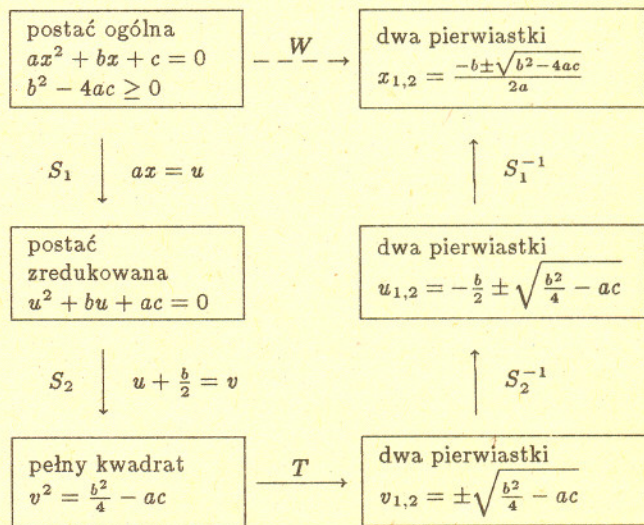 postać ogólna
ax² + bx + c = 0
b² − 4ac ≥ 0
W
dwa pierwiastki
x₁,₂ = (−b ± √(b² − 4ac)) / 2a
S₁
ax = u
S₁⁻¹
postać
zredukowana
u² + bu + ac = 0
dwa pierwiastki
u₁,₂ = −b/2 ± √(b²/4 − ac)
S₂
u + b/2 = v
S₂⁻¹
pełny kwadrat
v² = b²/4 − ac
T
dwa pierwiastki
v₁,₂ = ±√(b²/4 − ac)